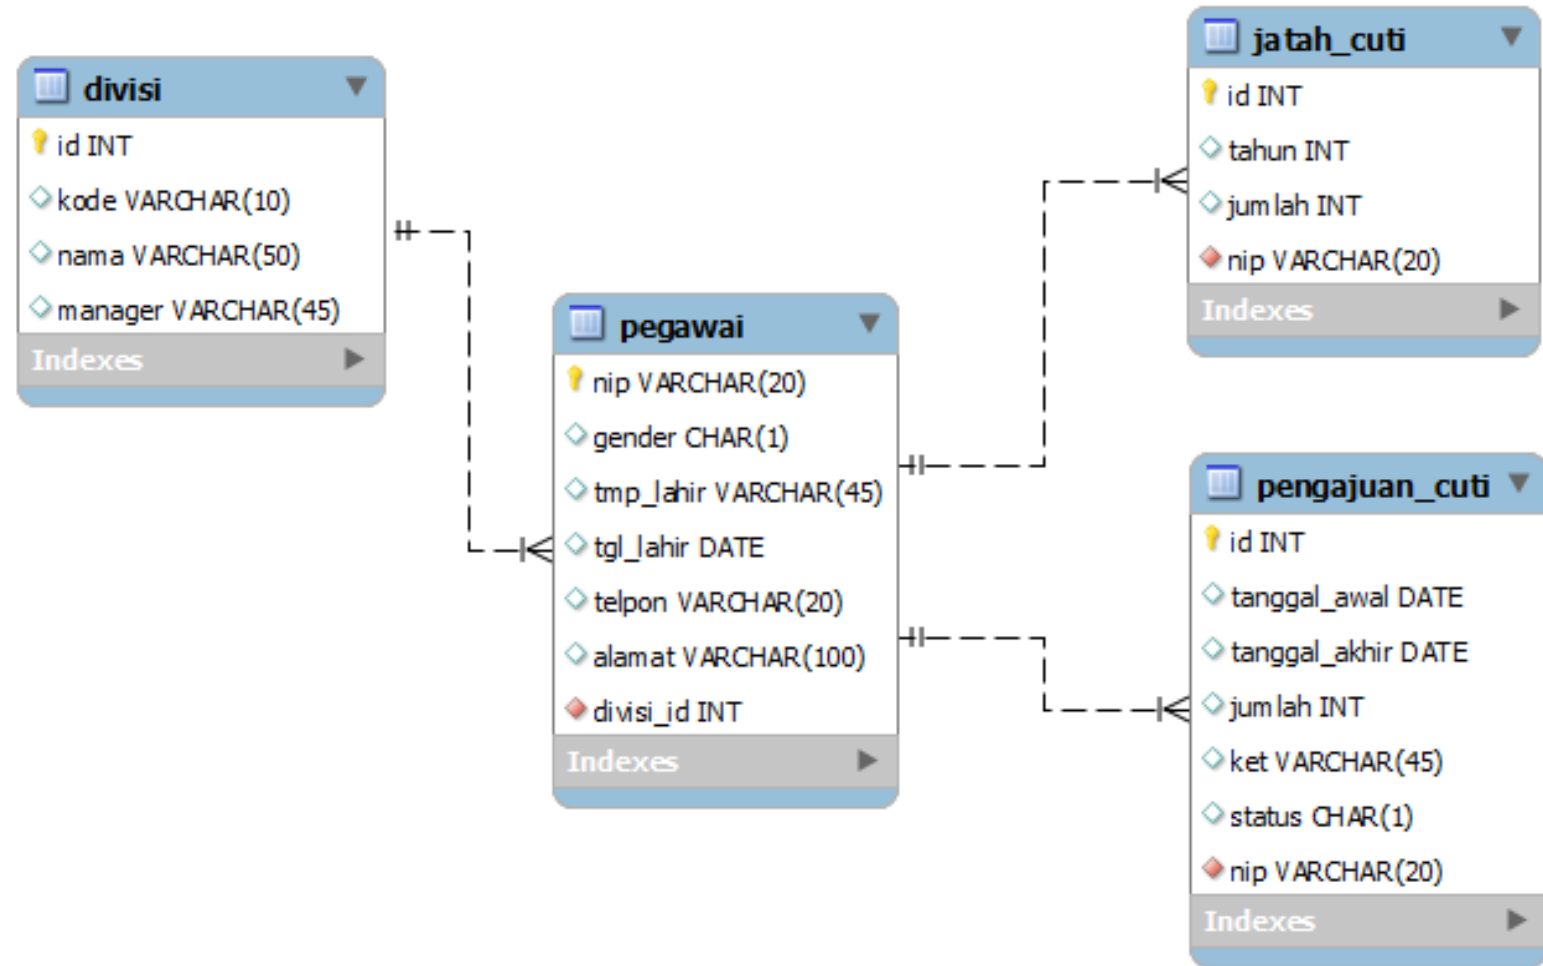 divisi
id INT
kode VARCHAR(10)
nama VARCHAR(50)
manager VARCHAR(45)
Indexes
pegawai
nip VARCHAR(20)
gender CHAR(1)
tmp_lahir VARCHAR(45)
tgl_lahir DATE
telpon VARCHAR(20)
alamat VARCHAR(100)
divisi_id INT
Indexes
jatah_cuti
id INT
tahun INT
jumlah INT
nip VARCHAR(20)
Indexes
pengajuan_cuti
id INT
tanggal_awal DATE
tanggal_akhir DATE
jumlah INT
ket VARCHAR(45)
status CHAR(1)
nip VARCHAR(20)
Indexes